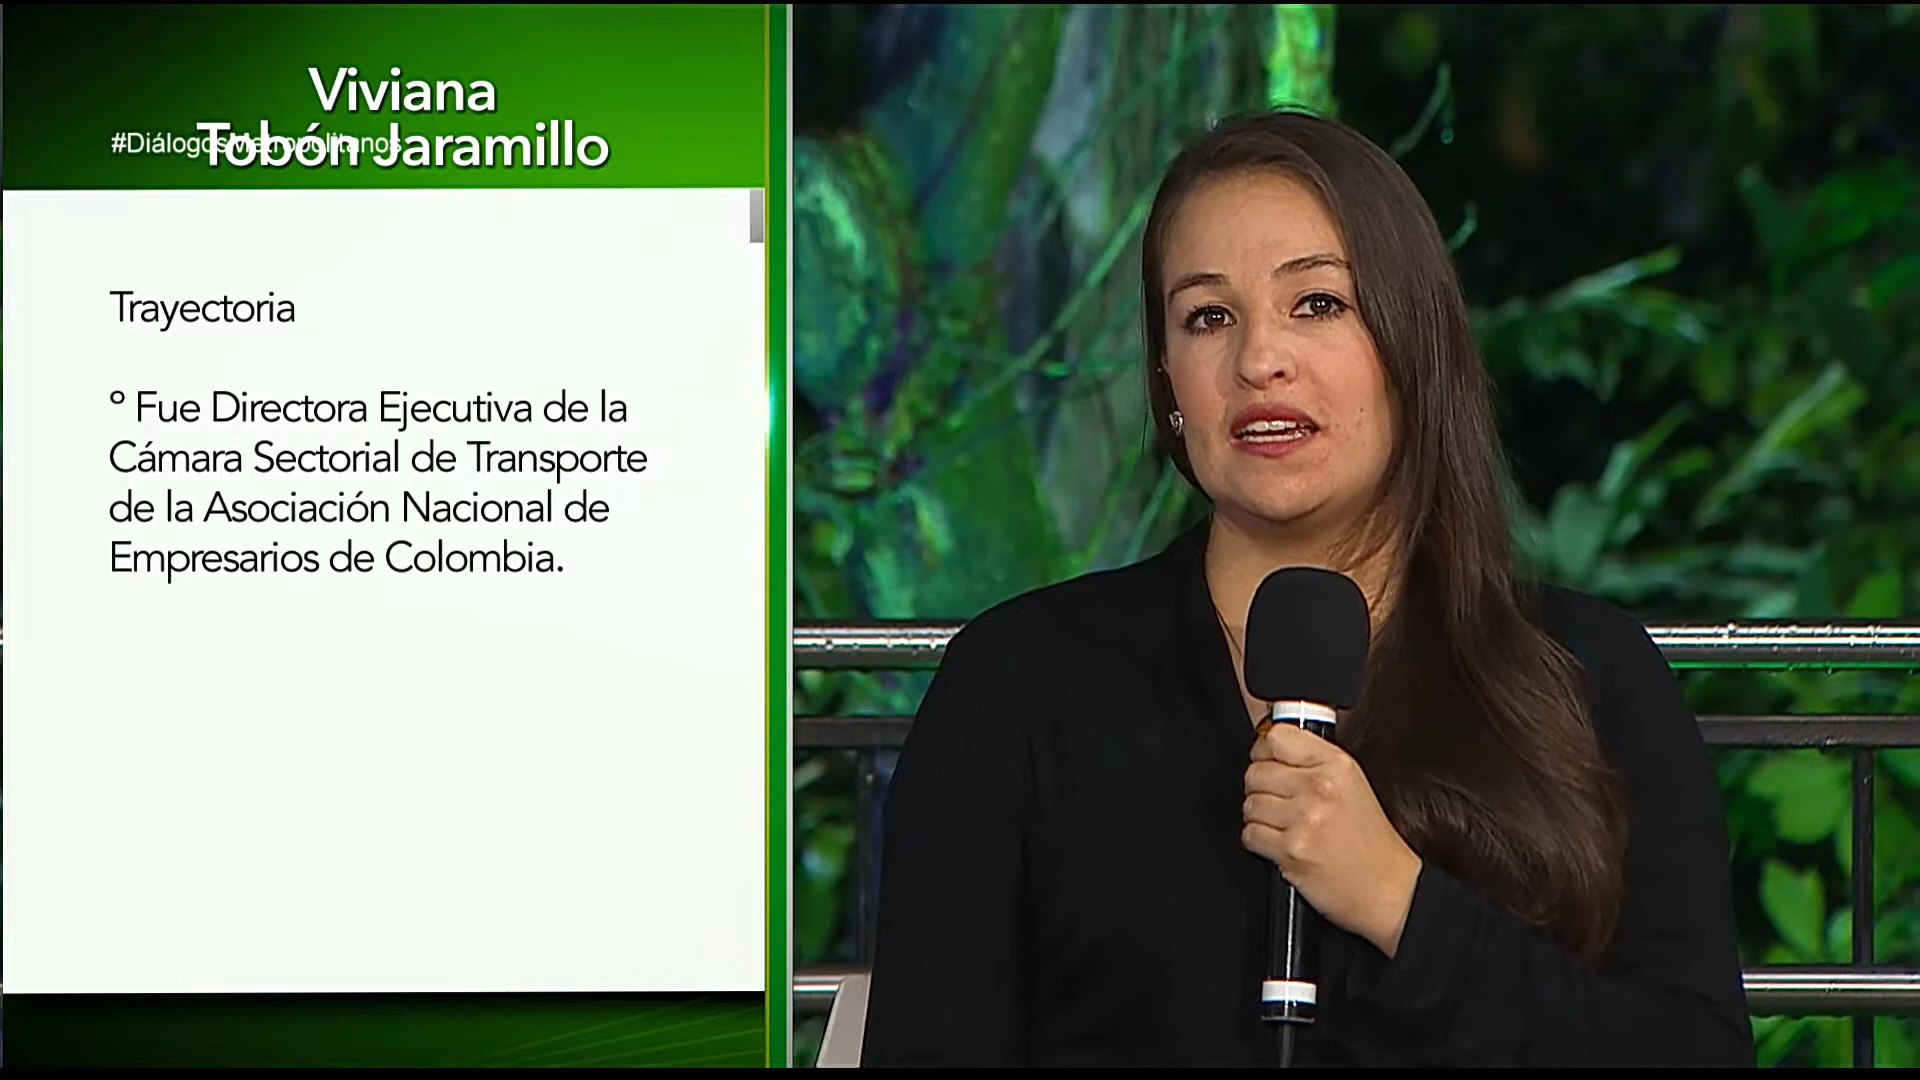 Viviana
Tobón Jaramillo
#DiálogosMetropolitanos
Trayectoria
° Fue Directora Ejecutiva de la
Cámara Sectorial de Transporte
de la Asociación Nacional de
Empresarios de Colombia.